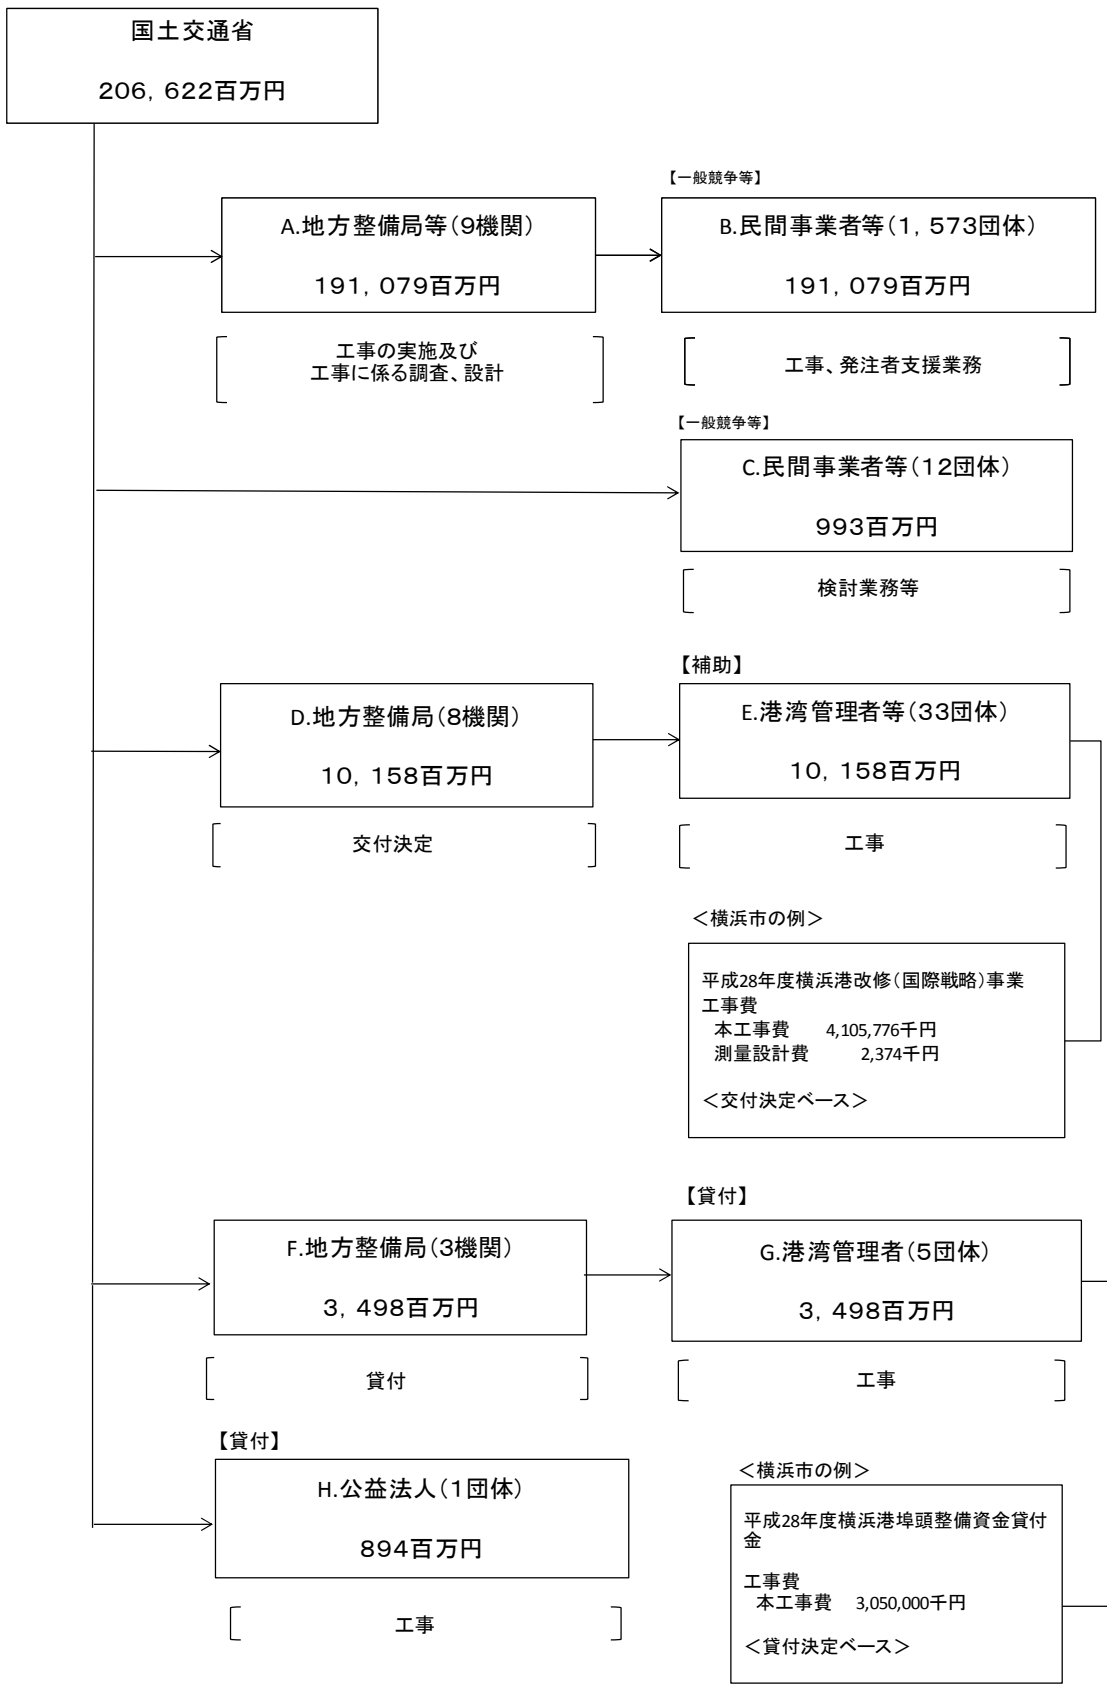 国土交通省
206,622百万円
【一般競争等】
A.地方整備局等(9機関)
191,079百万円
B.民間事業者等(1,573団体)
191,079百万円
工事の実施及び
工事に係る調査、設計
工事、発注者支援業務
【一般競争等】
C.民間事業者等(12団体)
993百万円
検討業務等
【補助】
D.地方整備局(8機関)
10,158百万円
E.港湾管理者等(33団体)
10,158百万円
交付決定
工事
<横浜市の例>
平成28年度横浜港改修(国際戦略)事業
工事費
本工事費 4,105,776千円
測量設計費 2,374千円
<交付決定ベース>
【貸付】
F.地方整備局(3機関)
3,498百万円
G.港湾管理者(5団体)
3,498百万円
貸付
工事
【貸付】
H.公益法人(1団体)
894百万円
工事
<横浜市の例>
平成28年度横浜港埠頭整備資金貸付
金
工事費
本工事費 3,050,000千円
<貸付決定ベース>